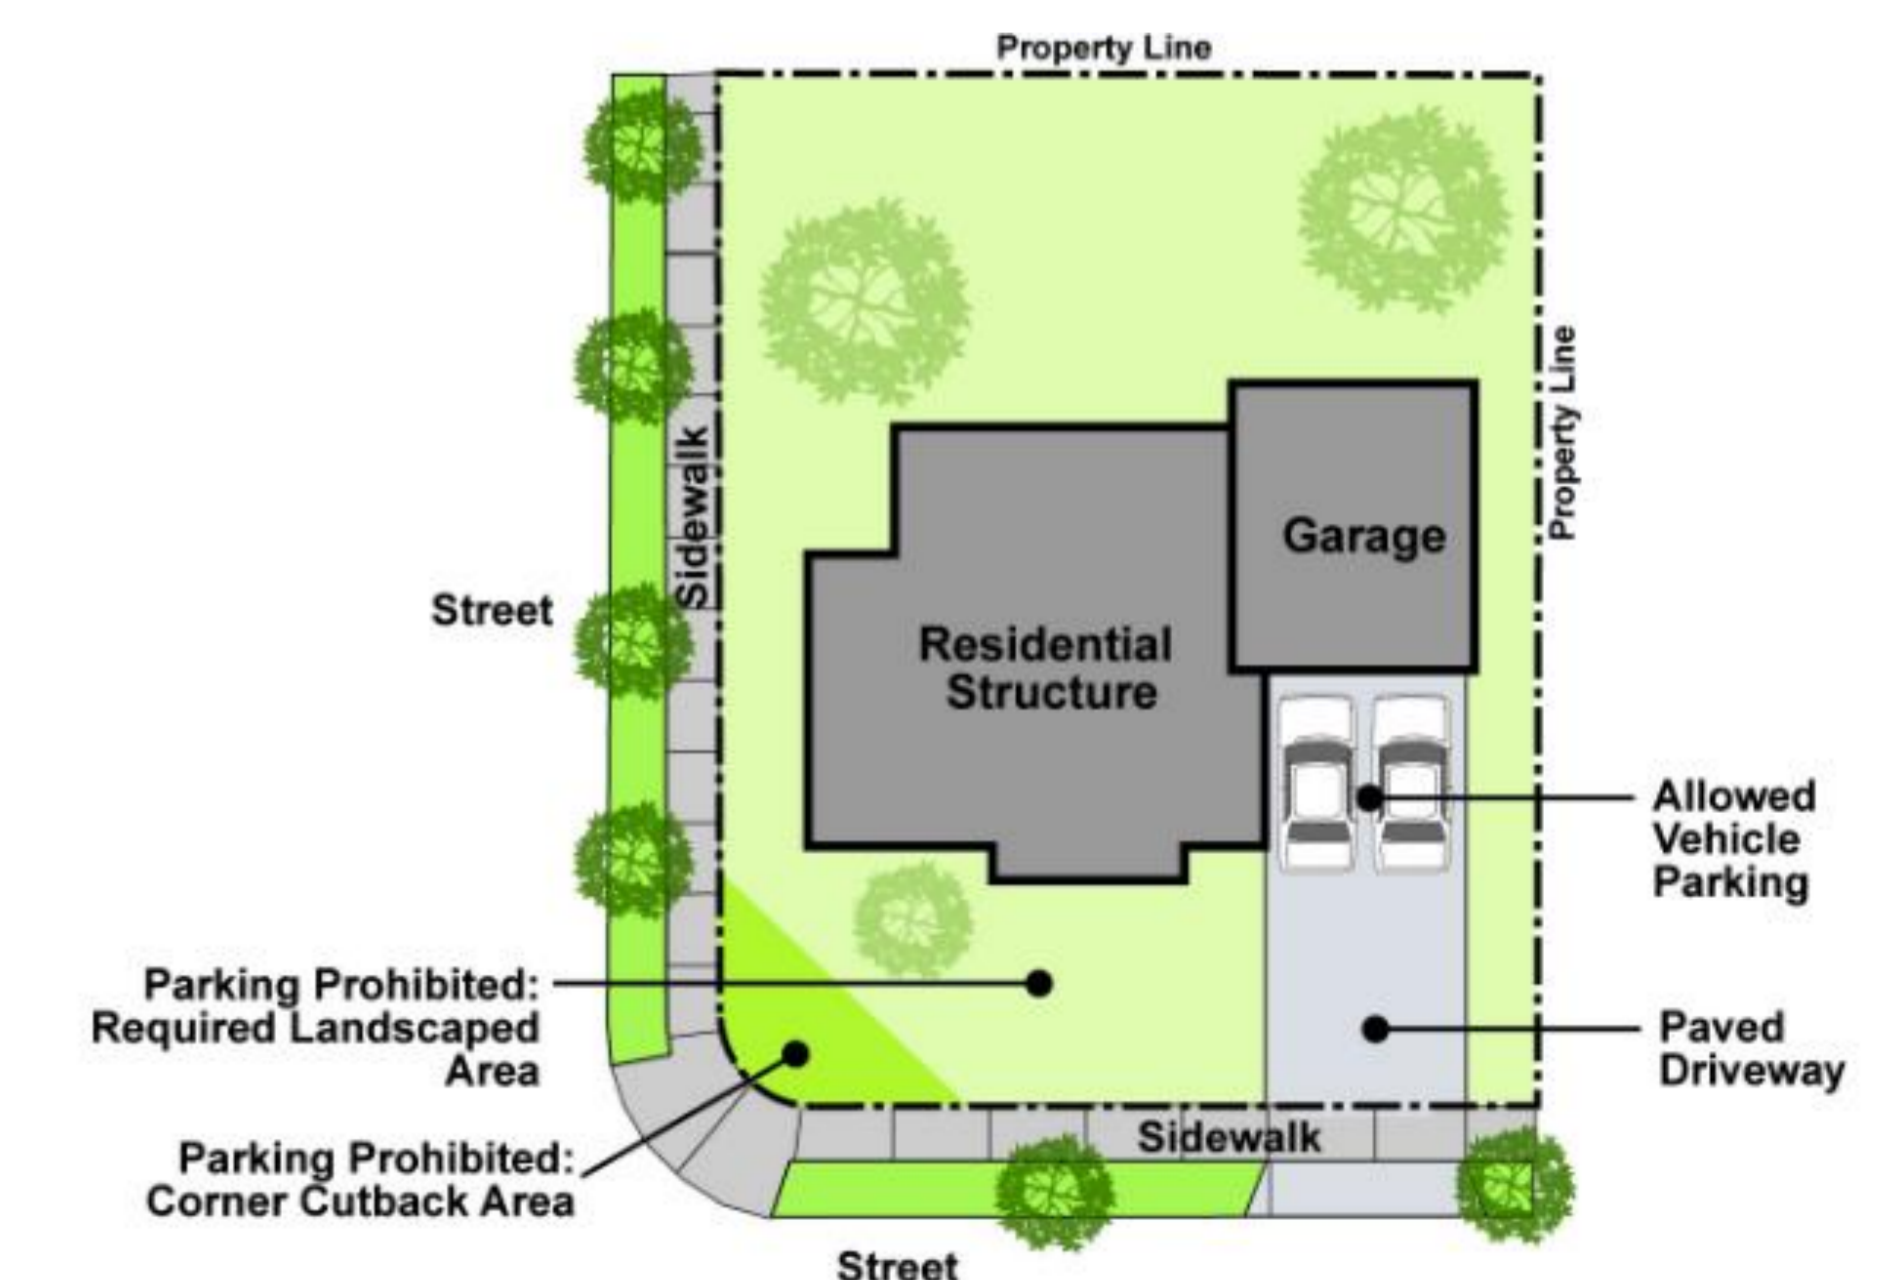 Property Line
Property Line
Sidewalk
Garage
Street
Residential
Structure
Allowed
Vehicle
Parking
Parking Prohibited:
Required Landscaped
Area
Paved
Driveway
Sidewalk
Parking Prohibited:
Corner Cutback Area
Street